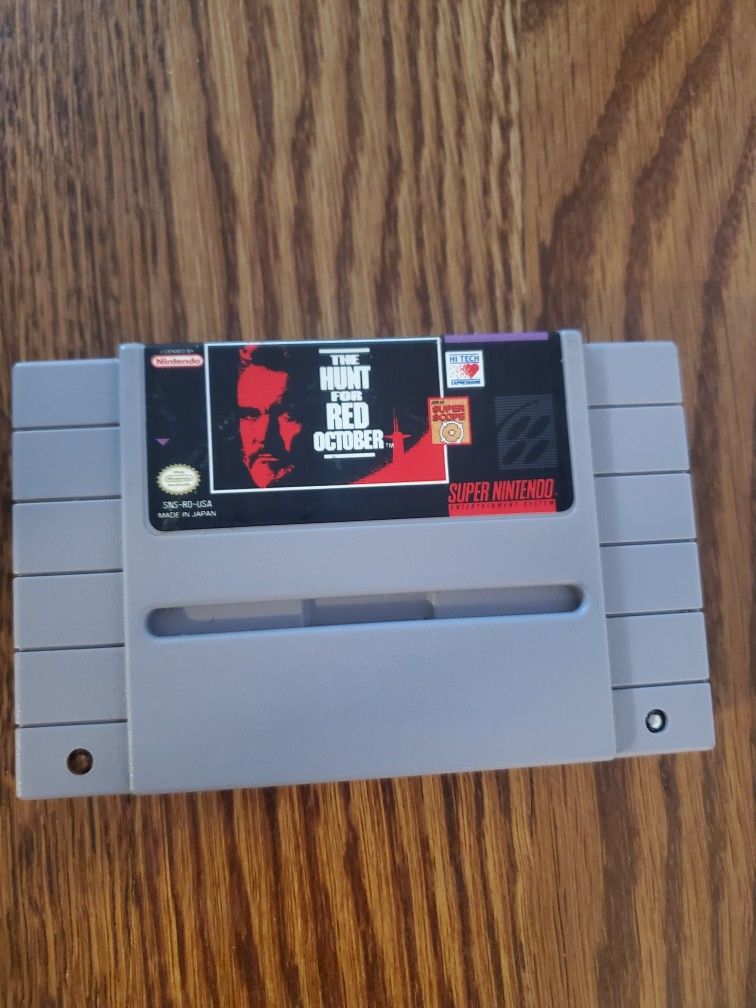 LICENSED BY
Nintendo
THE
HUNT
FOR
RED
OCTOBER™
HI TECH
EXPRESSIONS
SUPER
SCOPE
SNS-RO-USA
MADE IN JAPAN
SUPER NINTENDO
ENTERTAINMENT SYSTEM